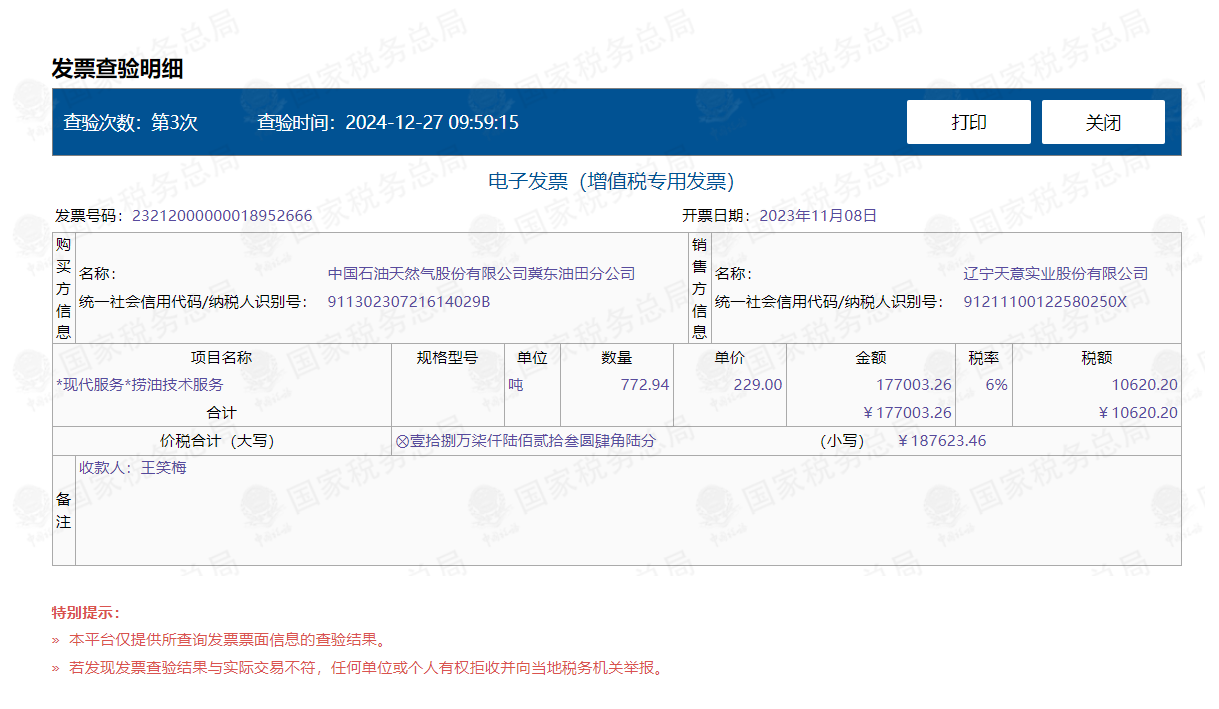 发票查验明细
查验次数：第3次 查验时间：2024-12-27 09:59:15 打印 关闭
电子发票（增值税专用发票）
发票号码：23212000000018952666 开票日期：2023年11月08日
购买方信息 名称： 中国石油天然气股份有限公司冀东油田分公司 销售方信息 名称： 辽宁天意实业股份有限公司
统一社会信用代码/纳税人识别号： 91130230721614029B 统一社会信用代码/纳税人识别号： 91211100122580250X
项目名称 规格型号 单位 数量 单价 金额 税率 税额
*现代服务*捞油技术服务 吨 772.94 229.00 177003.26 6% 10620.20
合计 ￥177003.26 ￥10620.20
价税合计（大写） ⊗壹拾捌万柒仟陆佰贰拾叁圆肆角陆分 （小写） ￥187623.46
备注 收款人：王笑梅
特别提示：
» 本平台仅提供所查询发票票面信息的查验结果。
» 若发现发票查验结果与实际交易不符，任何单位或个人有权拒收并向当地税务机关举报。
国家税务总局